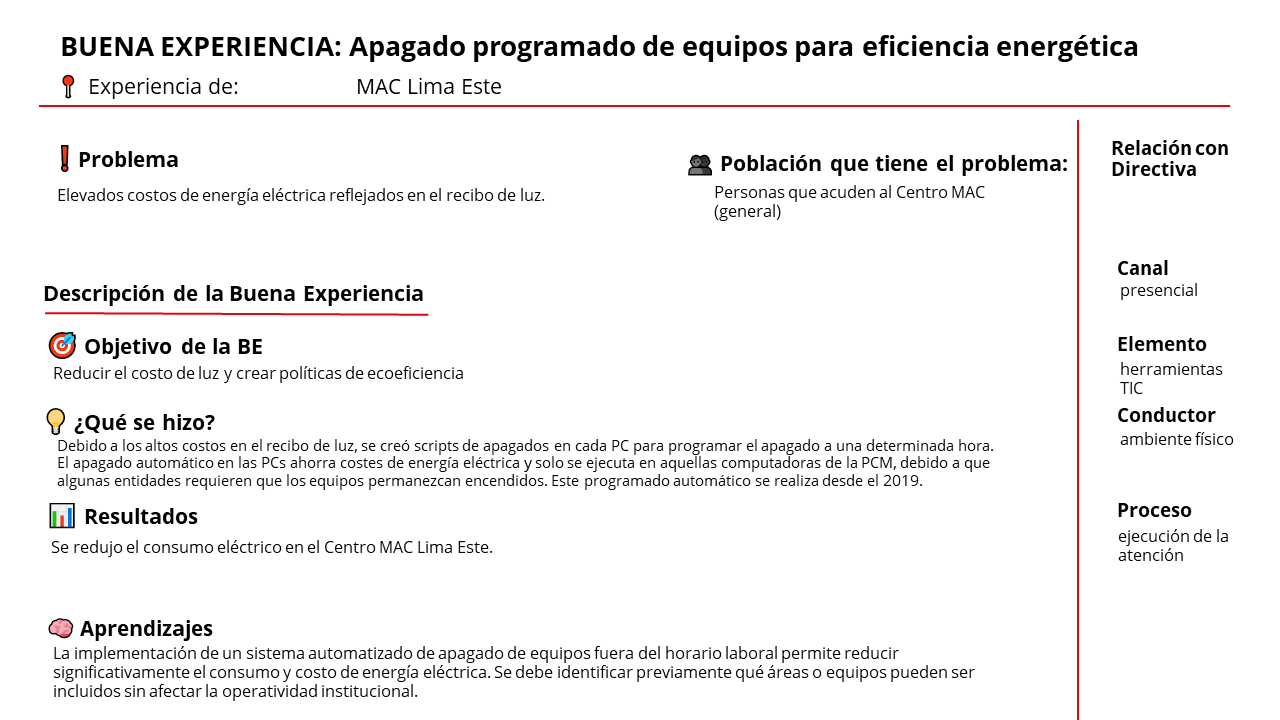 BUENA EXPERIENCIA: Apagado programado de equipos para eficiencia energética
Experiencia de: MAC Lima Este
Problema
Elevados costos de energía eléctrica reflejados en el recibo de luz.
Población que tiene el problema:
Personas que acuden al Centro MAC
(general)
Descripción de la Buena Experiencia
Objetivo de la BE
Reducir el costo de luz y crear políticas de ecoeficiencia
¿Qué se hizo?
Debido a los altos costos en el recibo de luz, se creó scripts de apagados en cada PC para programar el apagado a una determinada hora.
El apagado automático en las PCs ahorra costes de energía eléctrica y solo se ejecuta en aquellas computadoras de la PCM, debido a que
algunas entidades requieren que los equipos permanezcan encendidos. Este programado automático se realiza desde el 2019.
Resultados
Se redujo el consumo eléctrico en el Centro MAC Lima Este.
Aprendizajes
La implementación de un sistema automatizado de apagado de equipos fuera del horario laboral permite reducir
significativamente el consumo y costo de energía eléctrica. Se debe identificar previamente qué áreas o equipos pueden ser
incluidos sin afectar la operatividad institucional.
Relación con
Directiva
Canal
presencial
Elemento
herramientas
TIC
Conductor
ambiente físico
Proceso
ejecución de la
atención